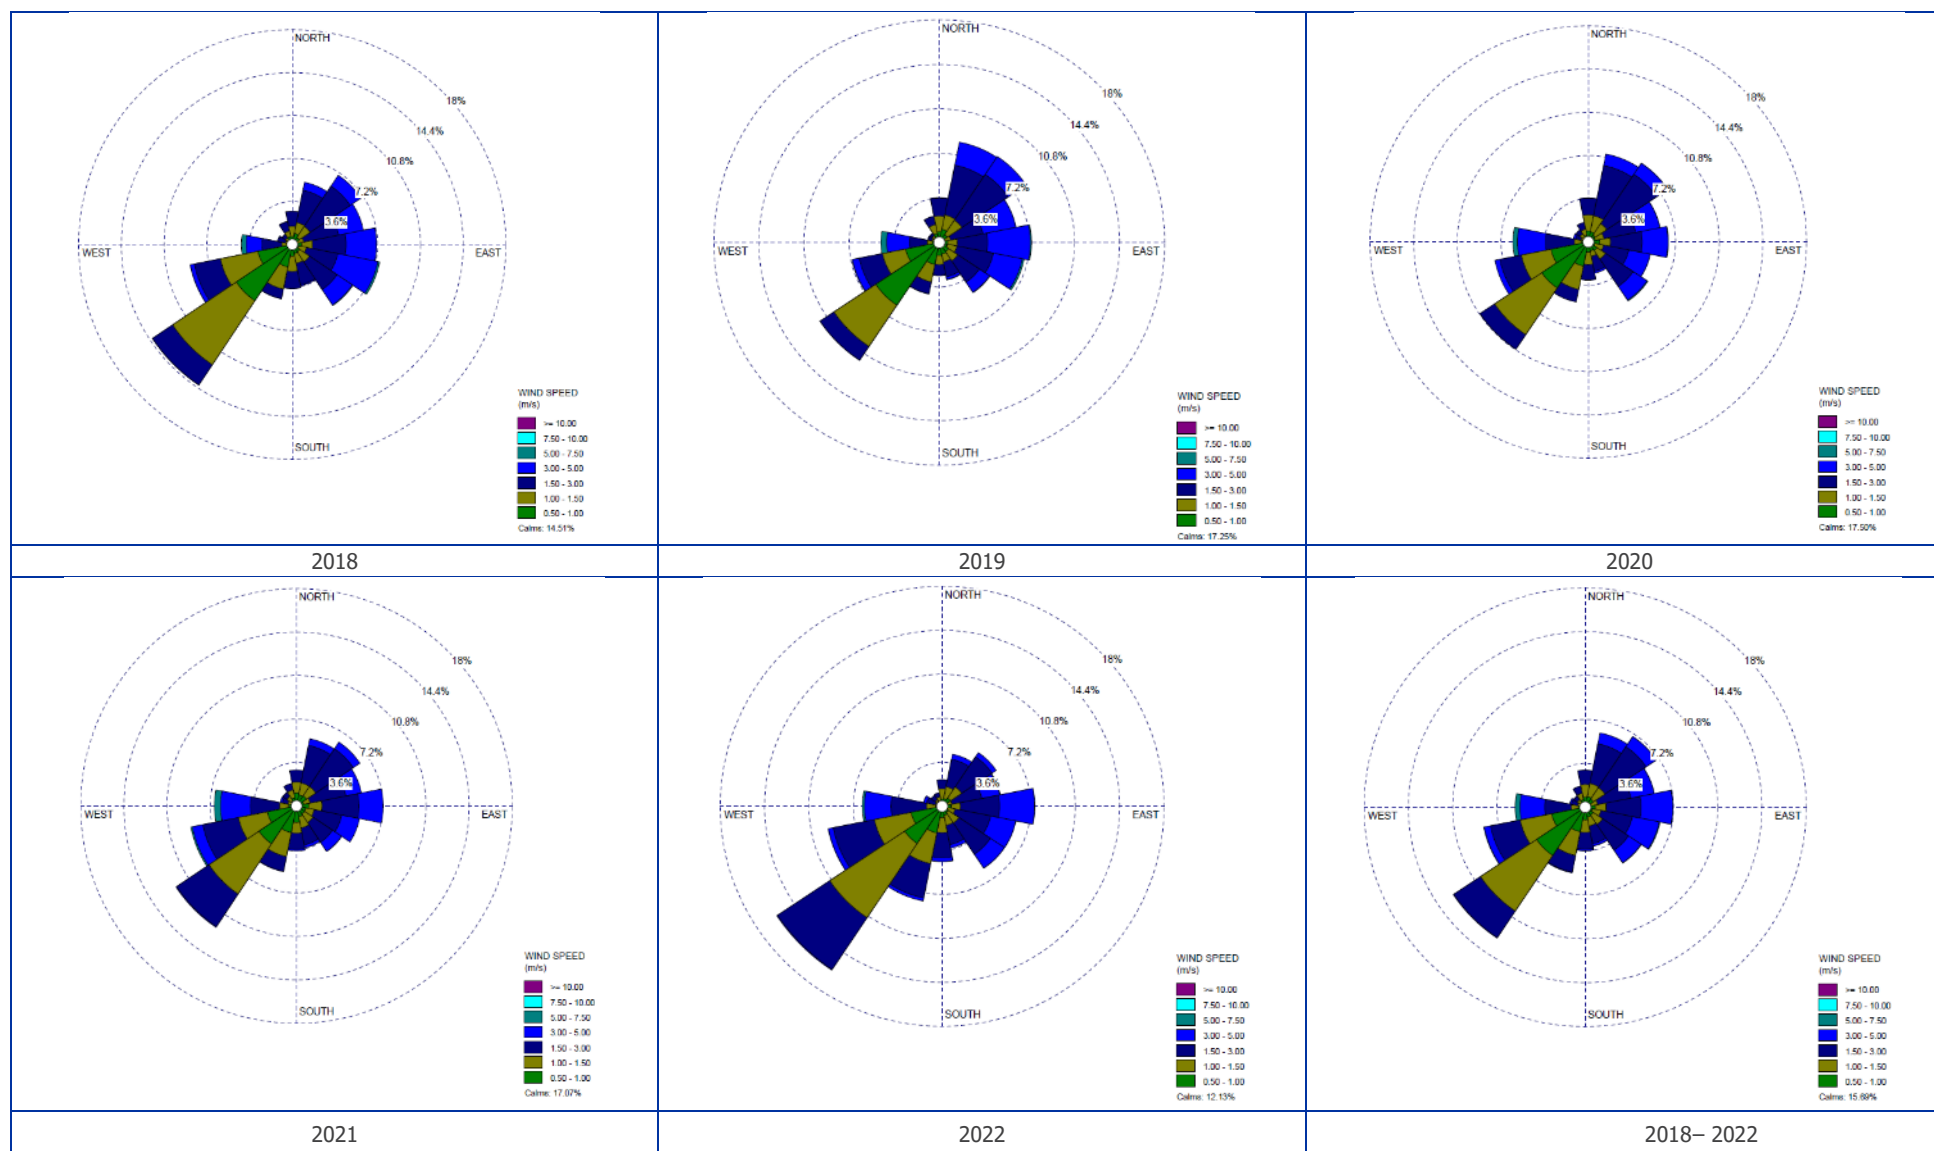 NORTH
18%
14.4%
10.8%
7.2%
3.6%
WEST
EAST
SOUTH
WIND SPEED
(m/s)
>= 10.00
7.50 - 10.00
5.00 - 7.50
3.00 - 5.00
1.50 - 3.00
1.00 - 1.50
0.50 - 1.00
Calms: 14.51%
2018
NORTH
18%
14.4%
10.8%
7.2%
3.6%
WEST
EAST
SOUTH
WIND SPEED
(m/s)
>= 10.00
7.50 - 10.00
5.00 - 7.50
3.00 - 5.00
1.50 - 3.00
1.00 - 1.50
0.50 - 1.00
Calms: 17.25%
2019
NORTH
18%
14.4%
10.8%
7.2%
3.6%
WEST
EAST
SOUTH
WIND SPEED
(m/s)
>= 10.00
7.50 - 10.00
5.00 - 7.50
3.00 - 5.00
1.50 - 3.00
1.00 - 1.50
0.50 - 1.00
Calms: 17.50%
2020
NORTH
18%
14.4%
10.8%
7.2%
3.6%
WEST
EAST
SOUTH
WIND SPEED
(m/s)
>= 10.00
7.50 - 10.00
5.00 - 7.50
3.00 - 5.00
1.50 - 3.00
1.00 - 1.50
0.50 - 1.00
Calms: 17.07%
2021
NORTH
18%
14.4%
10.8%
7.2%
3.6%
WEST
EAST
SOUTH
WIND SPEED
(m/s)
>= 10.00
7.50 - 10.00
5.00 - 7.50
3.00 - 5.00
1.50 - 3.00
1.00 - 1.50
0.50 - 1.00
Calms: 12.13%
2022
NORTH
18%
14.4%
10.8%
7.2%
3.6%
WEST
EAST
SOUTH
WIND SPEED
(m/s)
>= 10.00
7.50 - 10.00
5.00 - 7.50
3.00 - 5.00
1.50 - 3.00
1.00 - 1.50
0.50 - 1.00
Calms: 15.69%
2018– 2022